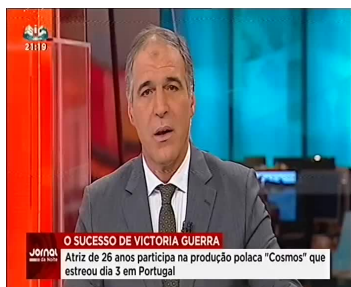 SIC
21:19
O SUCESSO DE VICTORIA GUERRA
Jornal
da Noite
Atriz de 26 anos participa na produção polaca "Cosmos" que
estreou dia 3 em Portugal